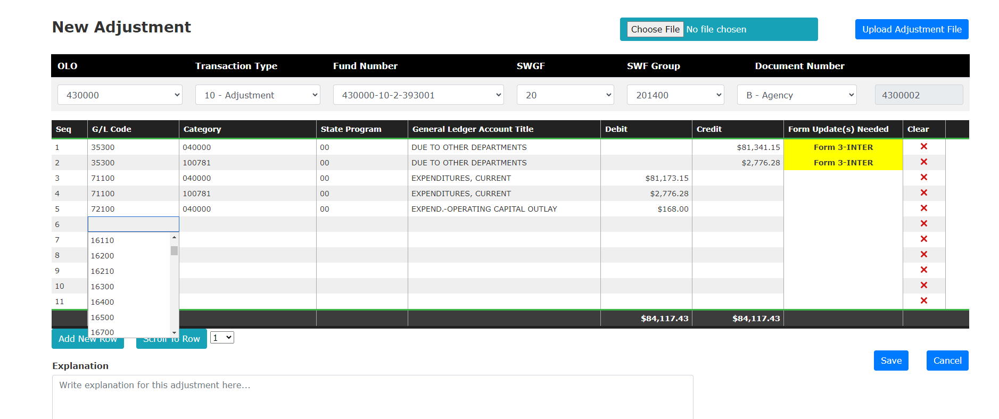 New Adjustment
Choose File No file chosen
Upload Adjustment File
OLO Transaction Type Fund Number SWGF SWF Group Document Number
430000 10 - Adjustment 430000-10-2-393001 20 201400 B - Agency 4300002
Seq G/L Code Category State Program General Ledger Account Title Debit Credit Form Update(s) Needed Clear
1 35300 040000 00 DUE TO OTHER DEPARTMENTS $81,341.15 Form 3-INTER
2 35300 100781 00 DUE TO OTHER DEPARTMENTS $2,776.28 Form 3-INTER
3 71100 040000 00 EXPENDITURES, CURRENT $81,173.15
4 71100 100781 00 EXPENDITURES, CURRENT $2,776.28
5 72100 040000 00 EXPEND.-OPERATING CAPITAL OUTLAY $168.00
6
7 16110
8 16200
9 16210
10 16300
11 16400
16500 $84,117.43 $84,117.43
16700
Add New Row Scroll To Row 1
Save Cancel
Explanation
Write explanation for this adjustment here...